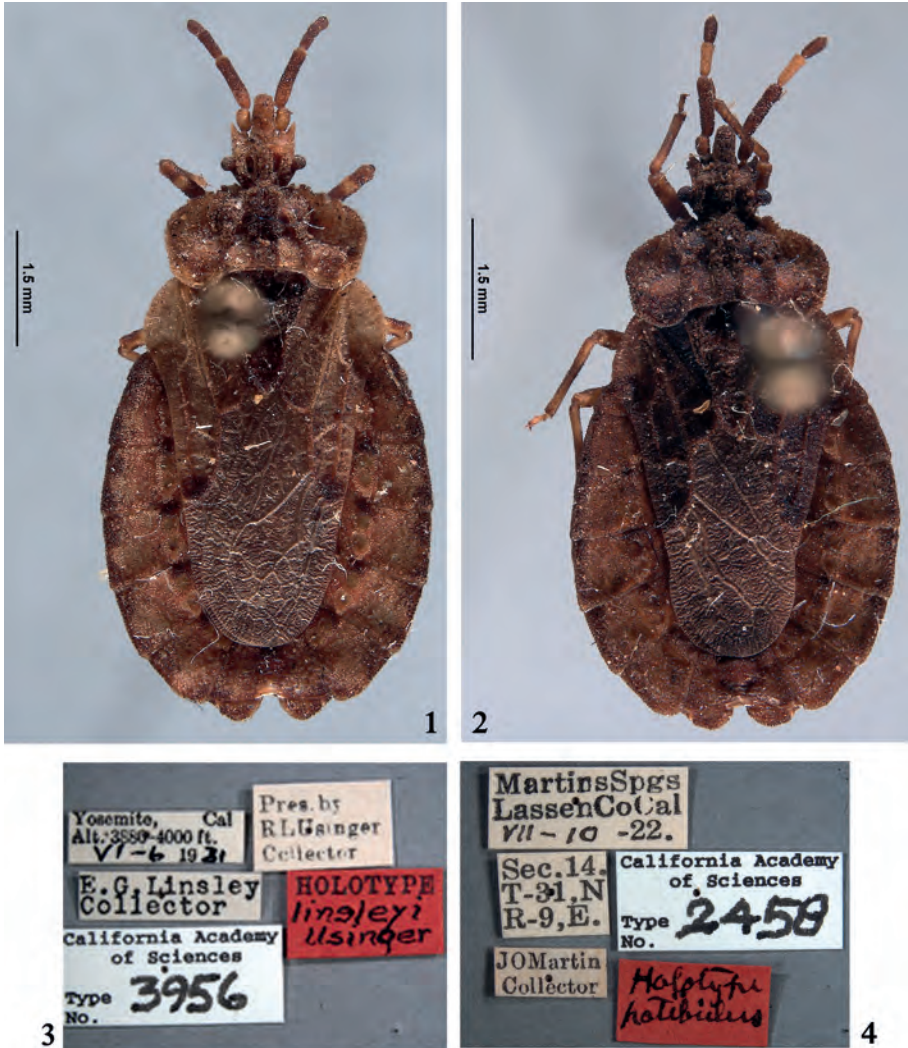 1.5 mm
1
1.5 mm
2
Yosemite, Cal
Alt. 3880-4000 ft.
VI-6 1931
Pres. by
RLUsinger
Collector
E.G.Linsley
Collector
HOLOTYPE
linsleyi
Usinger
California Academy
of Sciences
Type
No. 3956
3
MartinsSpgs
LassenCoCal
VII-10 -22.
Sec.14.
T-31,N
R-9,E.
California Academy
of Sciences
Type
No. 2458
JOMartin
Collector
Holotype
4